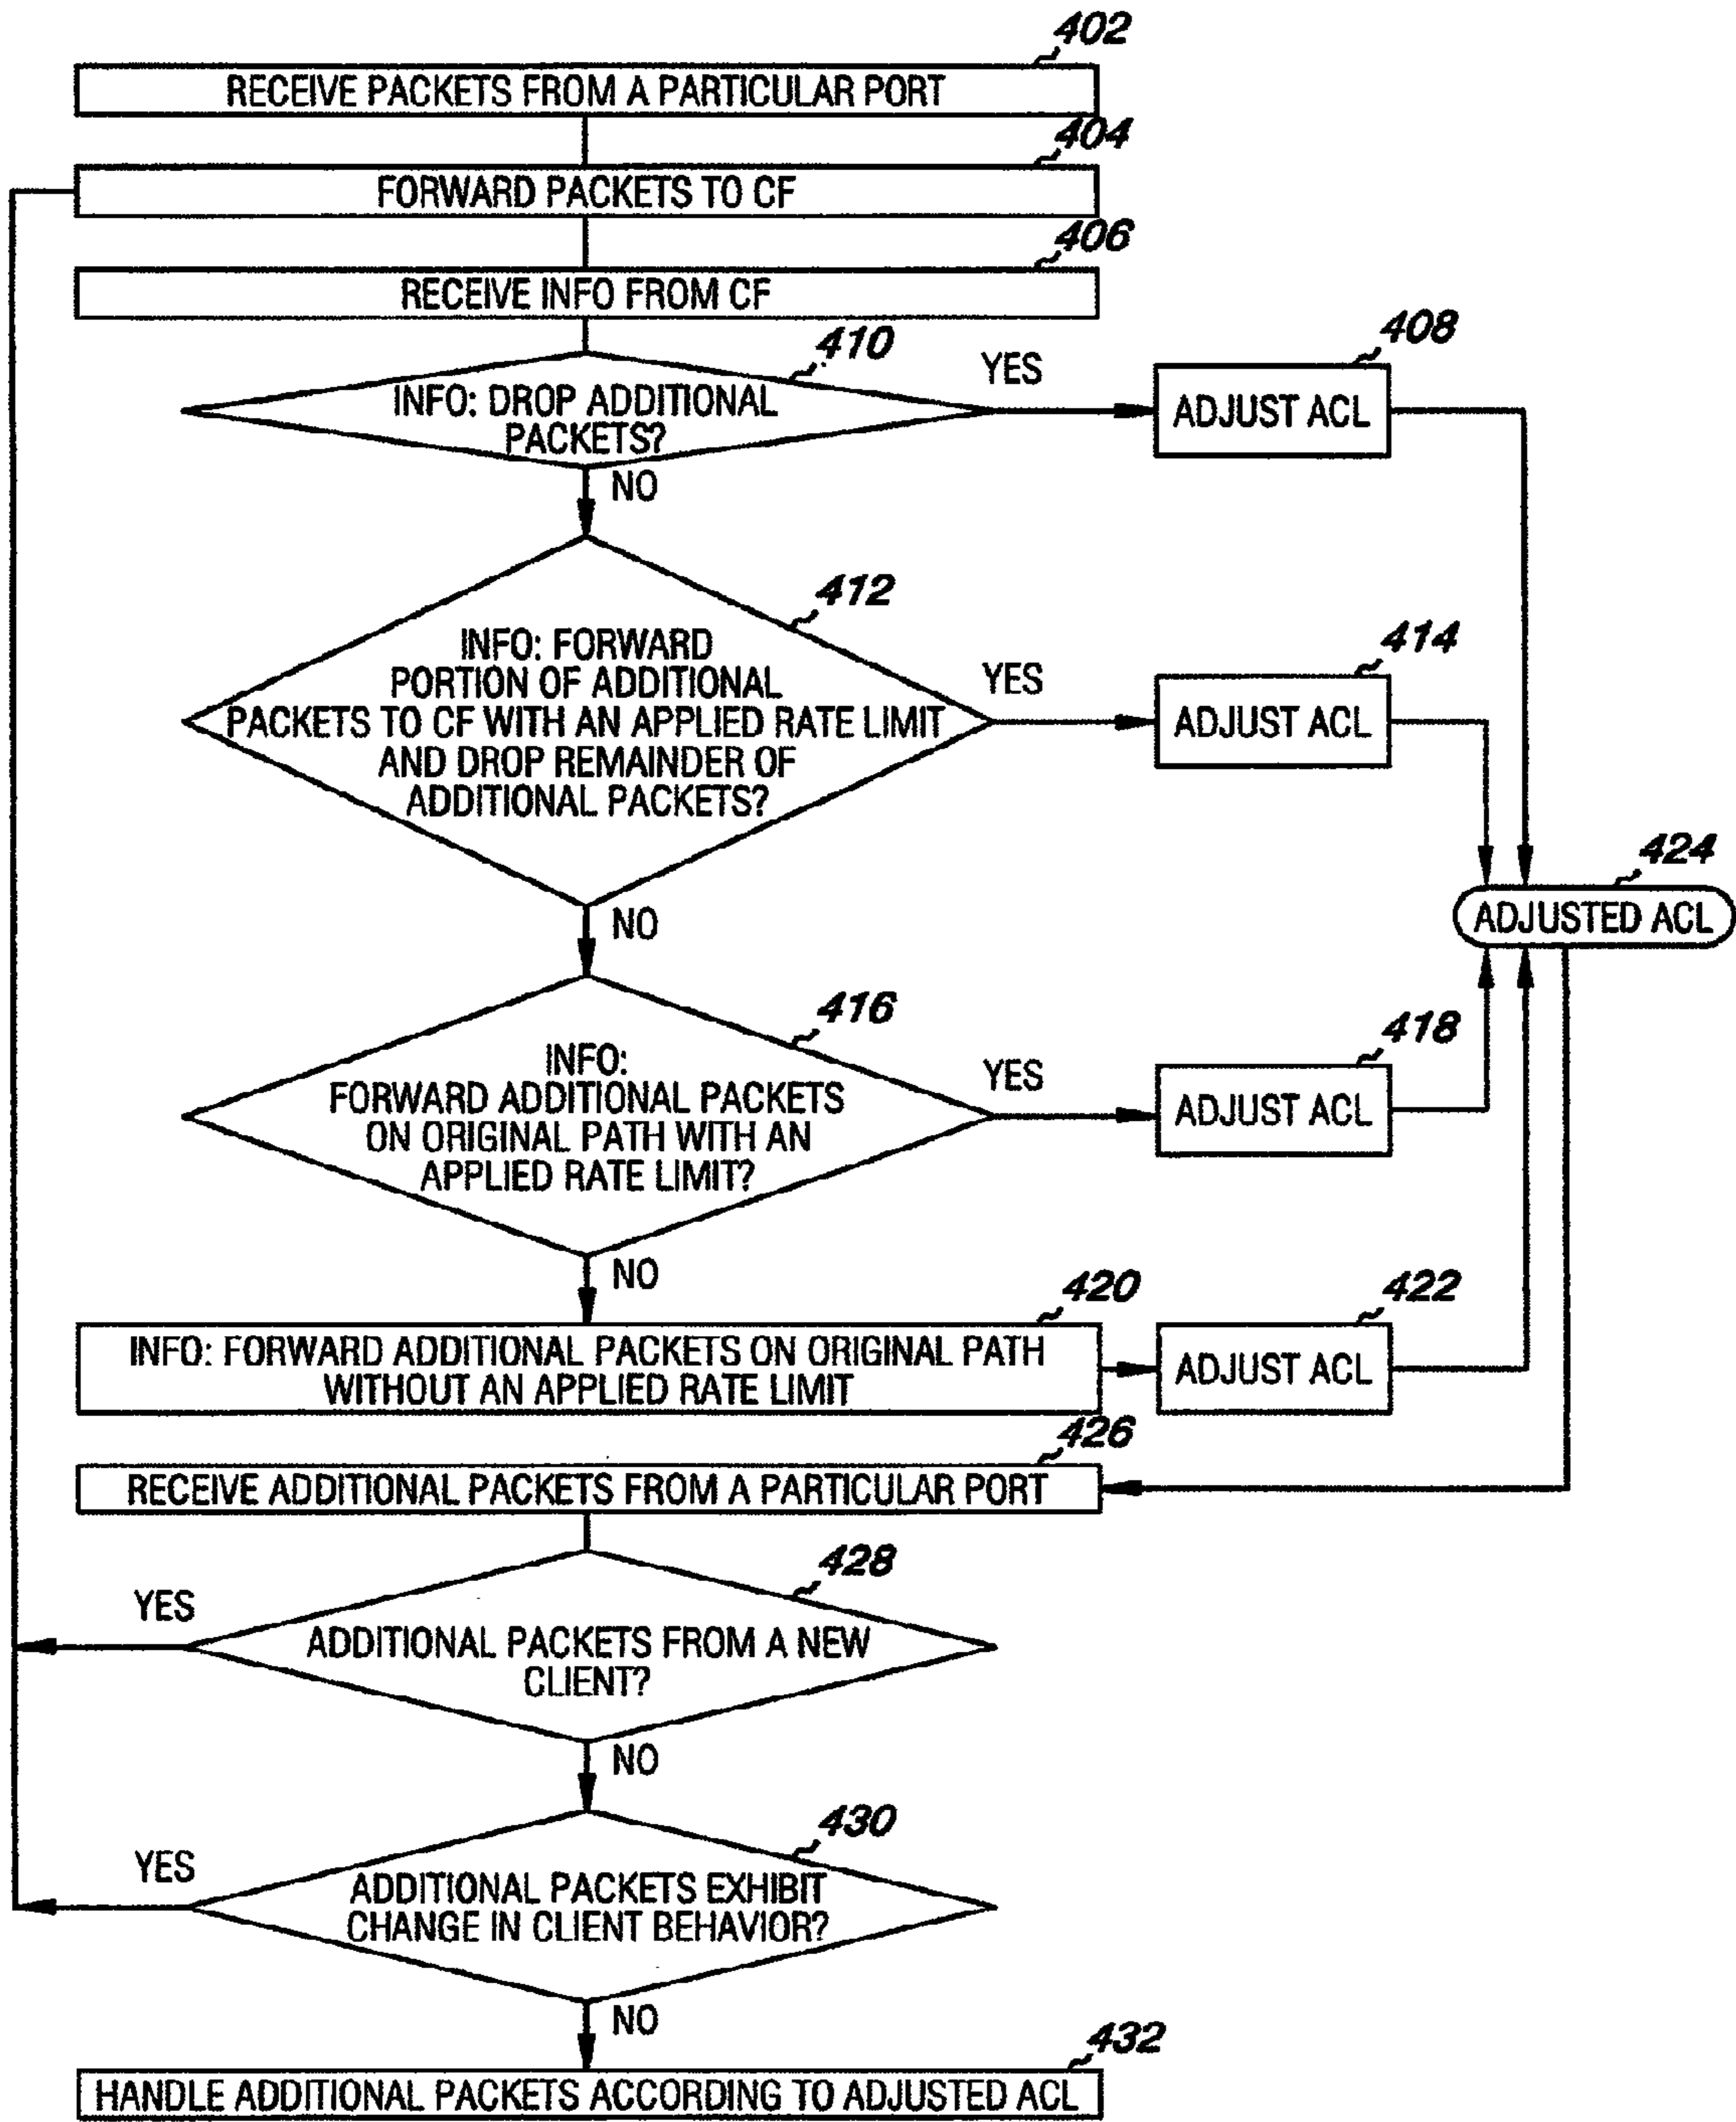 402
RECEIVE PACKETS FROM A PARTICULAR PORT
404
FORWARD PACKETS TO CF
406
RECEIVE INFO FROM CF
410
INFO: DROP ADDITIONAL
PACKETS?
YES
408
ADJUST ACL
NO
412
INFO: FORWARD
PORTION OF ADDITIONAL
PACKETS TO CF WITH AN APPLIED RATE LIMIT
AND DROP REMAINDER OF
ADDITIONAL PACKETS?
YES
414
ADJUST ACL
424
ADJUSTED ACL
NO
416
INFO:
FORWARD ADDITIONAL PACKETS
ON ORIGINAL PATH WITH AN
APPLIED RATE LIMIT?
YES
418
ADJUST ACL
NO
420
INFO: FORWARD ADDITIONAL PACKETS ON ORIGINAL PATH
WITHOUT AN APPLIED RATE LIMIT
422
ADJUST ACL
426
RECEIVE ADDITIONAL PACKETS FROM A PARTICULAR PORT
428
YES
ADDITIONAL PACKETS FROM A NEW
CLIENT?
NO
430
YES
ADDITIONAL PACKETS EXHIBIT
CHANGE IN CLIENT BEHAVIOR?
NO
432
HANDLE ADDITIONAL PACKETS ACCORDING TO ADJUSTED ACL